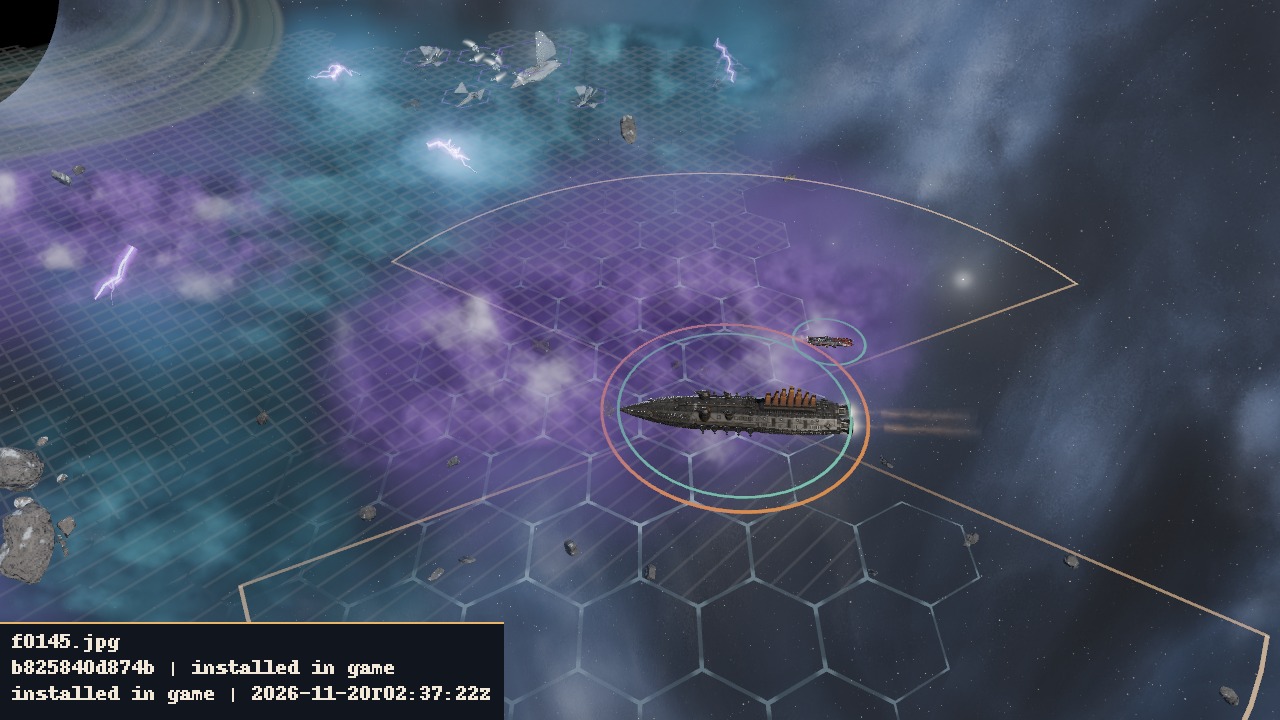 f0145.jpg
b825840d874b | installed in game
installed in game | 2026-11-20T02:37:22z